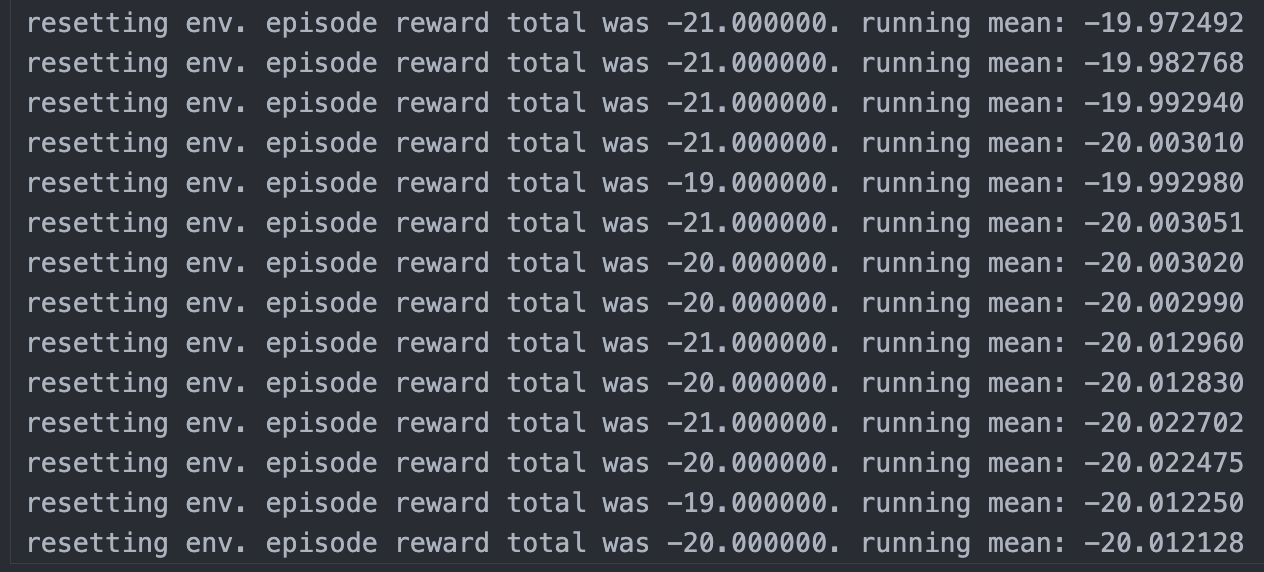 resetting env. episode reward total was -21.000000. running mean: -19.972492
resetting env. episode reward total was -21.000000. running mean: -19.982768
resetting env. episode reward total was -21.000000. running mean: -19.992940
resetting env. episode reward total was -21.000000. running mean: -20.003010
resetting env. episode reward total was -19.000000. running mean: -19.992980
resetting env. episode reward total was -21.000000. running mean: -20.003051
resetting env. episode reward total was -20.000000. running mean: -20.003020
resetting env. episode reward total was -20.000000. running mean: -20.002990
resetting env. episode reward total was -21.000000. running mean: -20.012960
resetting env. episode reward total was -20.000000. running mean: -20.012830
resetting env. episode reward total was -21.000000. running mean: -20.022702
resetting env. episode reward total was -20.000000. running mean: -20.022475
resetting env. episode reward total was -19.000000. running mean: -20.012250
resetting env. episode reward total was -20.000000. running mean: -20.012128